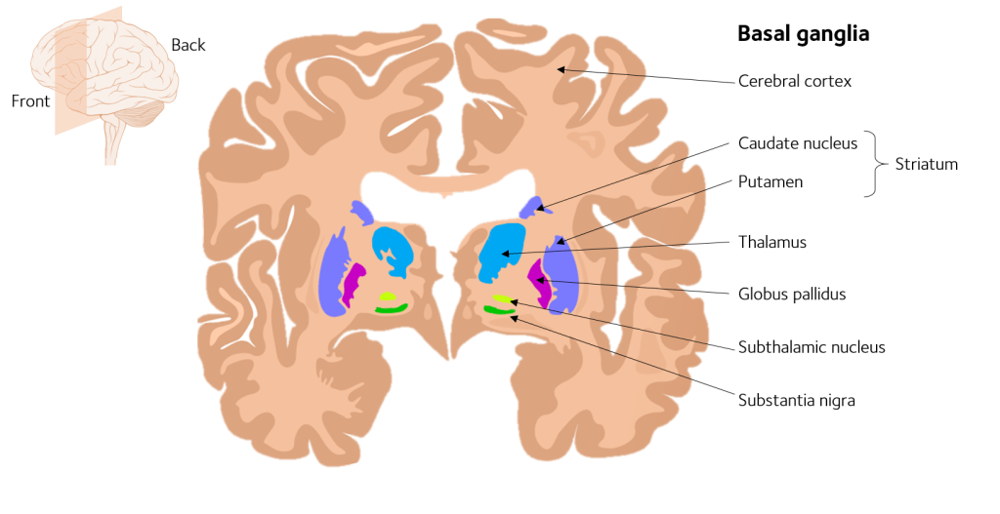 Back
Front
Basal ganglia
Cerebral cortex
Caudate nucleus
Striatum
Putamen
Thalamus
Globus pallidus
Subthalamic nucleus
Substantia nigra